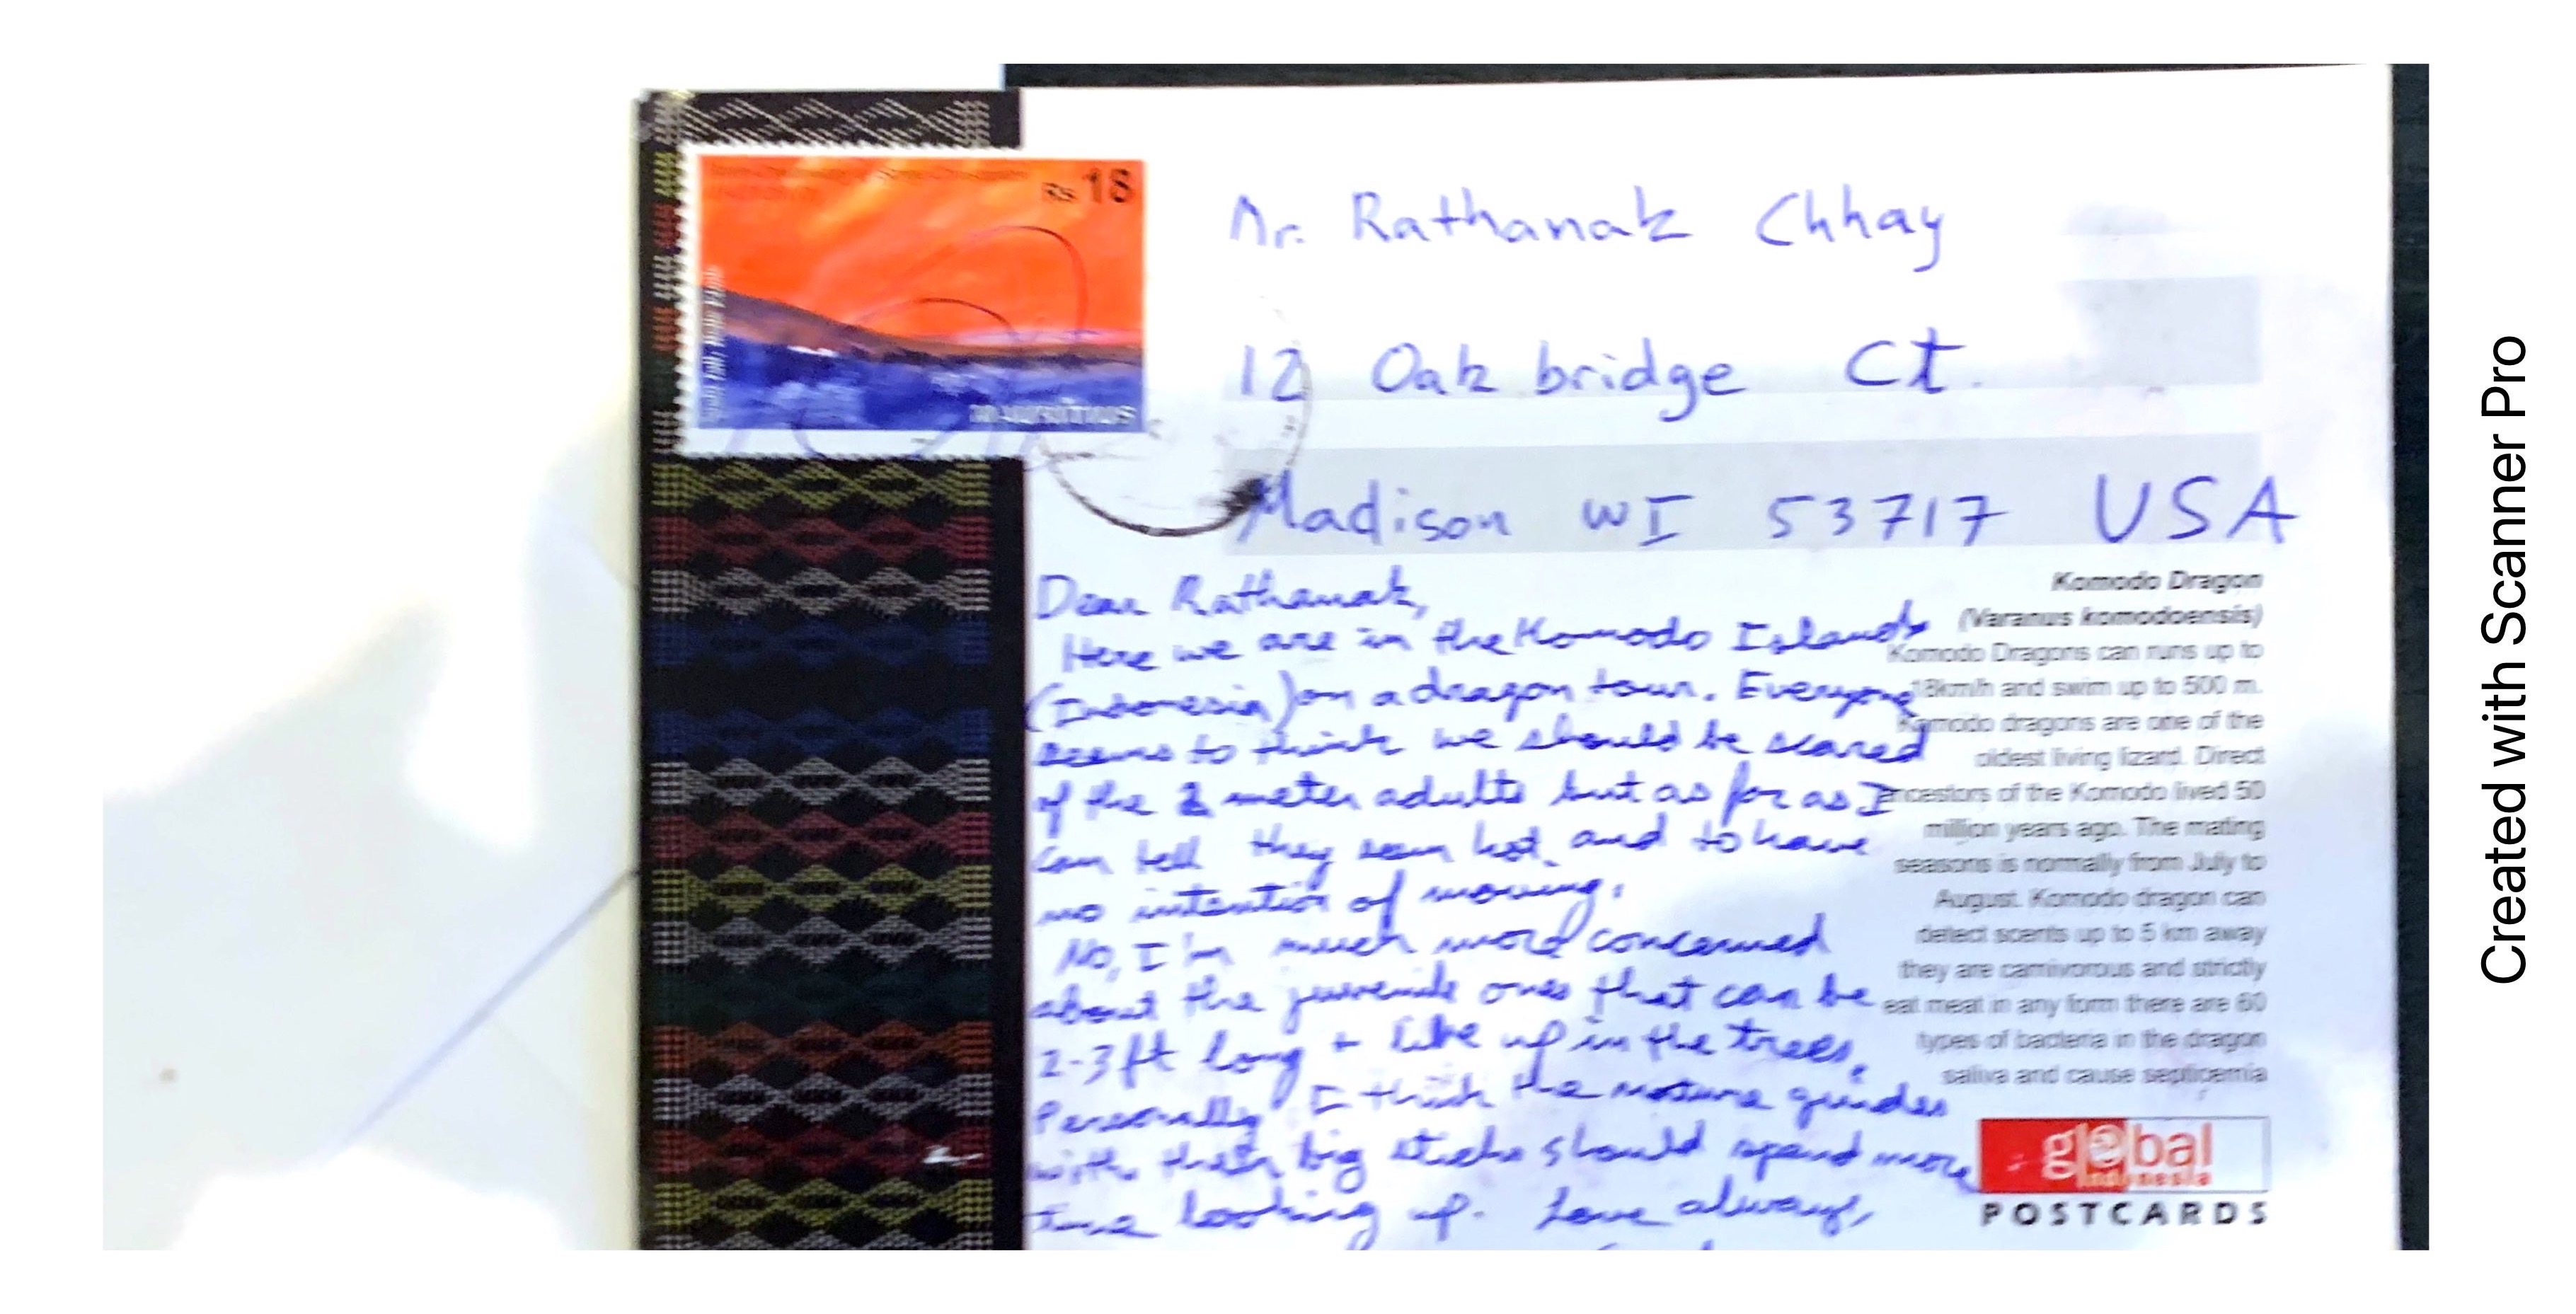 Rs 18
MAURITIUS
Mr. Rathanak Chhay
12 Oak bridge Ct.
Madison WI 53717 USA
Dear Rathanak,
Here we are in the Komodo Islands
(Indonesia) on a dragon tour. Everyone
seems to think we should be scared
of the 2 meter adults but as far as I
can tell they seem hot and to have
no intention of moving.
No, I'm much more concerned
about the juvenile ones that can be
2-3 ft long + live up in the trees.
Personally I think the nature guides
with their big sticks should spend more
time looking up. Love always,
Komodo Dragon
(Varanus komodoensis)
Komodo Dragons can runs up to
18km/h and swim up to 500 m.
Komodo dragons are one of the
oldest living lizard. Direct
ancestors of the Komodo lived 50
million years ago. The mating
seasons is normally from July to
August. Komodo dragon can
detect scents up to 5 km away
they are carnivorous and strictly
eat meat in any form there are 60
types of bacteria in the dragon
saliva and cause septicemia
global
indonesia
POSTCARDS
Created with Scanner Pro